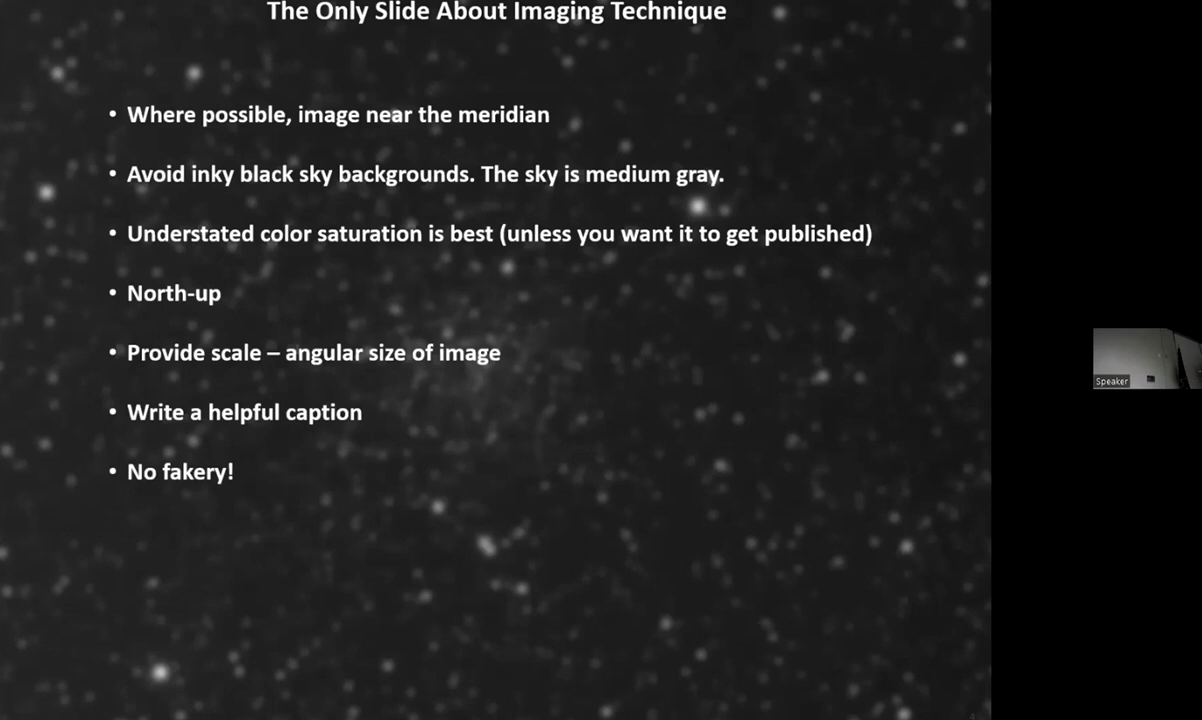 The Only Slide About Imaging Technique
• Where possible, image near the meridian
• Avoid inky black sky backgrounds. The sky is medium gray.
• Understated color saturation is best (unless you want it to get published)
• North-up
• Provide scale – angular size of image
• Write a helpful caption
• No fakery!
Speaker